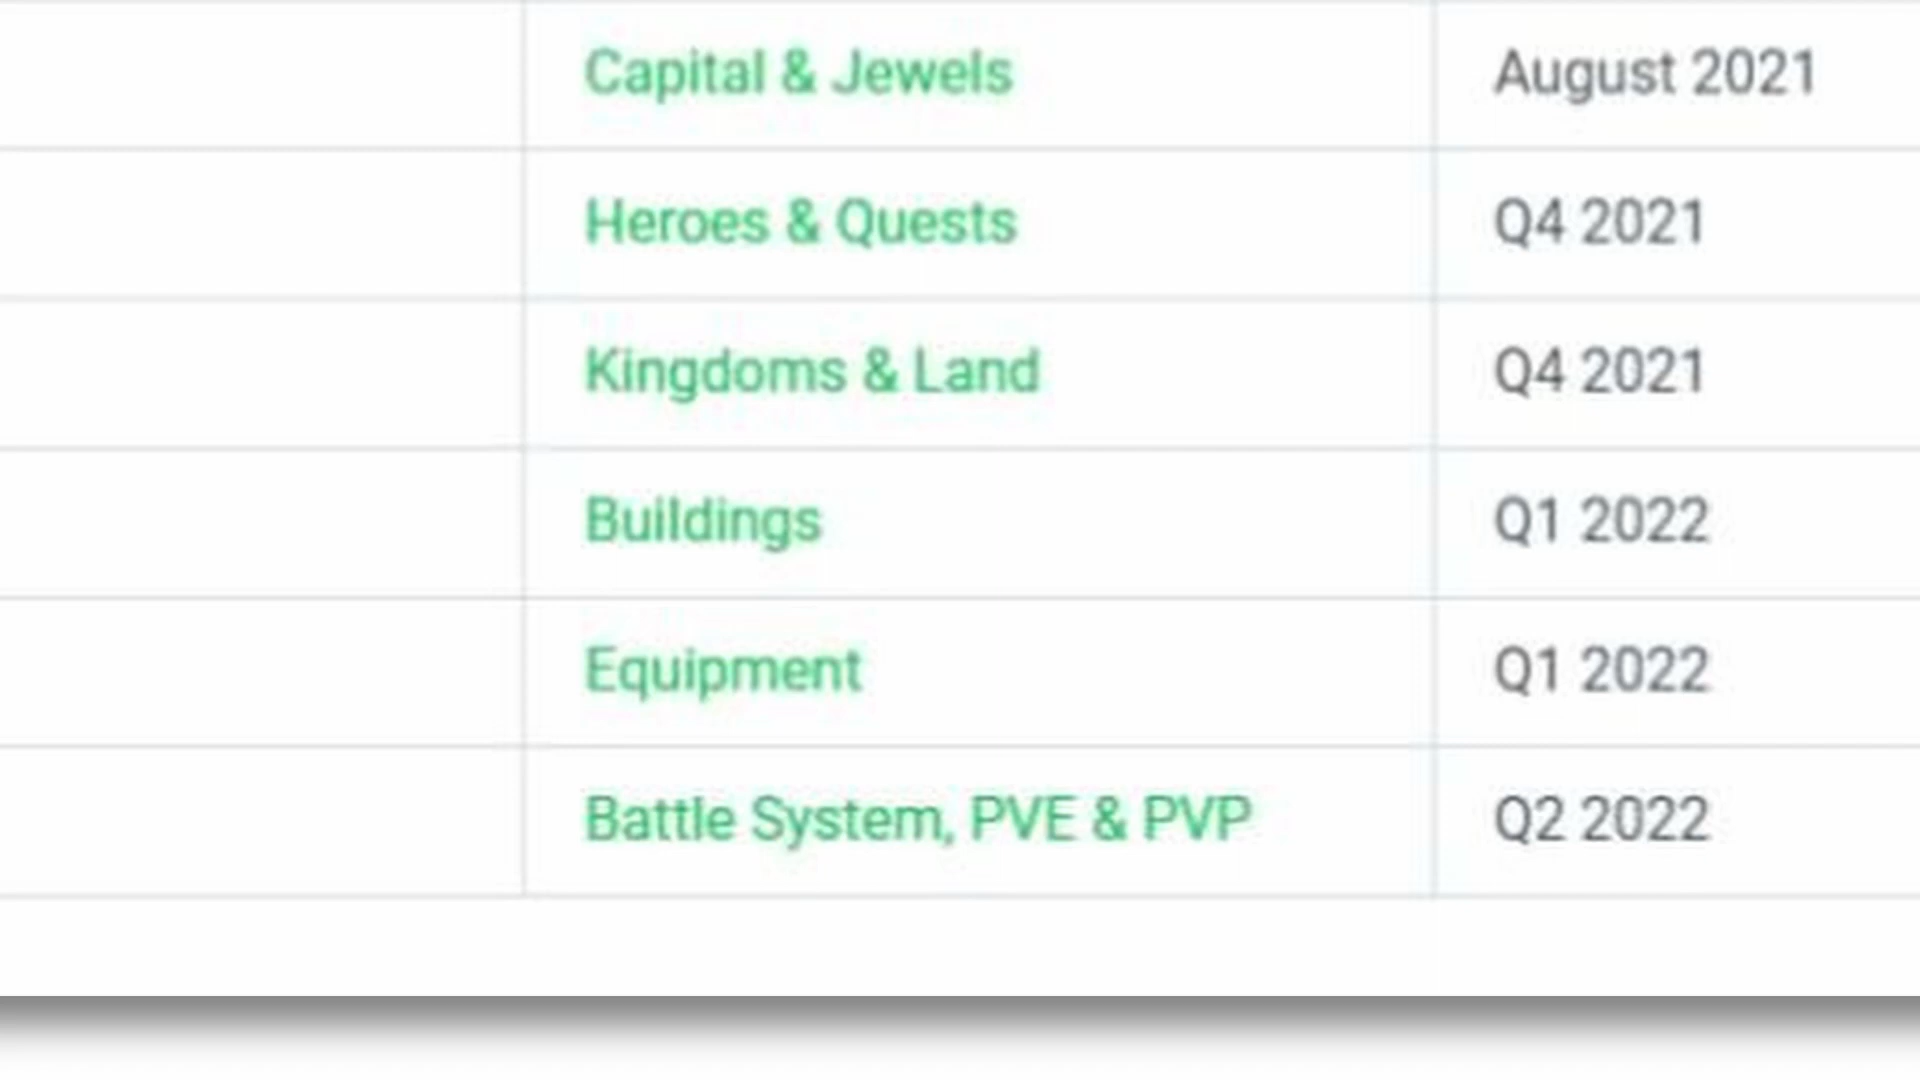 Capital & Jewels August 2021
Heroes & Quests Q4 2021
Kingdoms & Land Q4 2021
Buildings Q1 2022
Equipment Q1 2022
Battle System, PVE & PVP Q2 2022